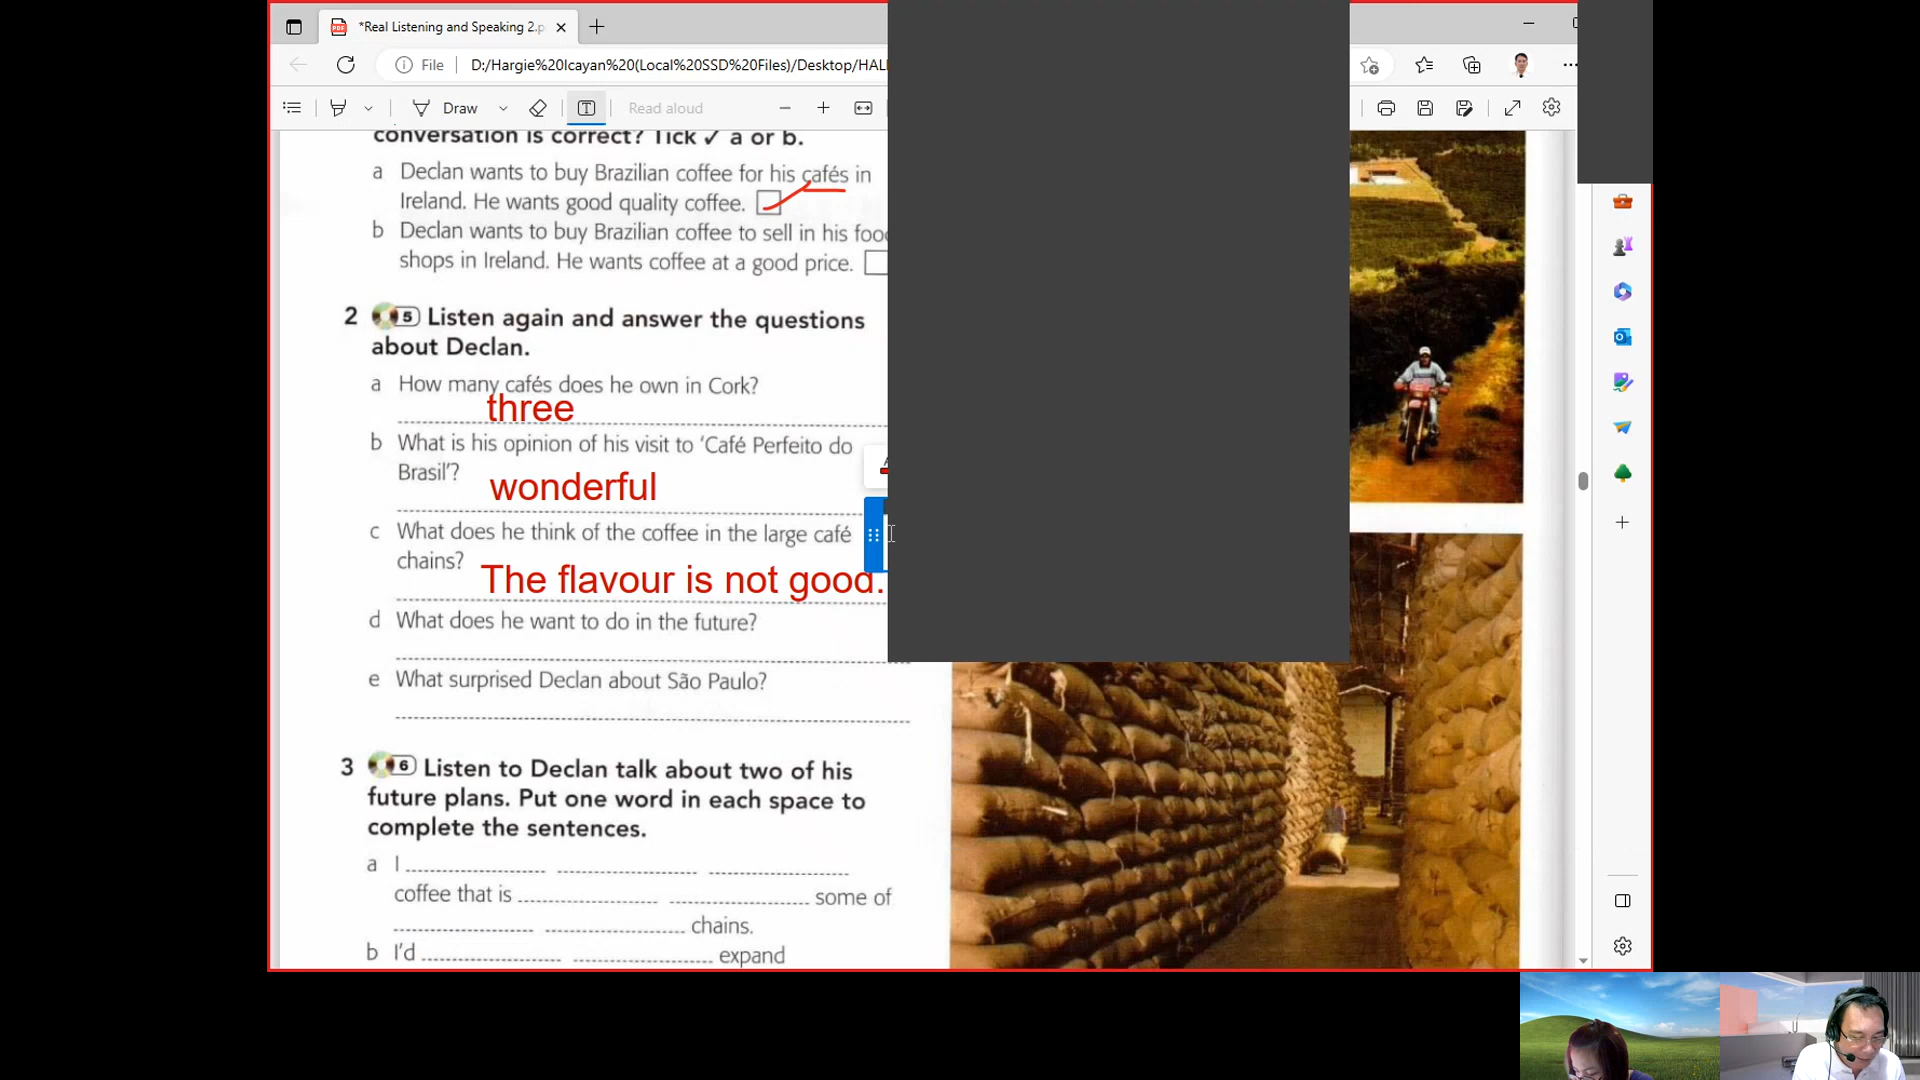 *Real Listening and Speaking 2.p
File
D:/Hargie%20Icayan%20(Local%20SSD%20Files)/Desktop/HAL
Draw
Read aloud
conversation is correct? Tick ✓ a or b.
a Declan wants to buy Brazilian coffee for his cafés in
Ireland. He wants good quality coffee.
b Declan wants to buy Brazilian coffee to sell in his
shops in Ireland. He wants coffee at a good price.
2 5 Listen again and answer the questions
about Declan.
a How many cafés does he own in Cork?
three
b What is his opinion of his visit to ‘Café Perfeito do
Brasil’?
wonderful
c What does he think of the coffee in the large café
chains?
The flavour is not good.
d What does he want to do in the future?
e What surprised Declan about São Paulo?
3 6 Listen to Declan talk about two of his
future plans. Put one word in each space to
complete the sentences.
a I
coffee that is some of
chains.
b I’d expand